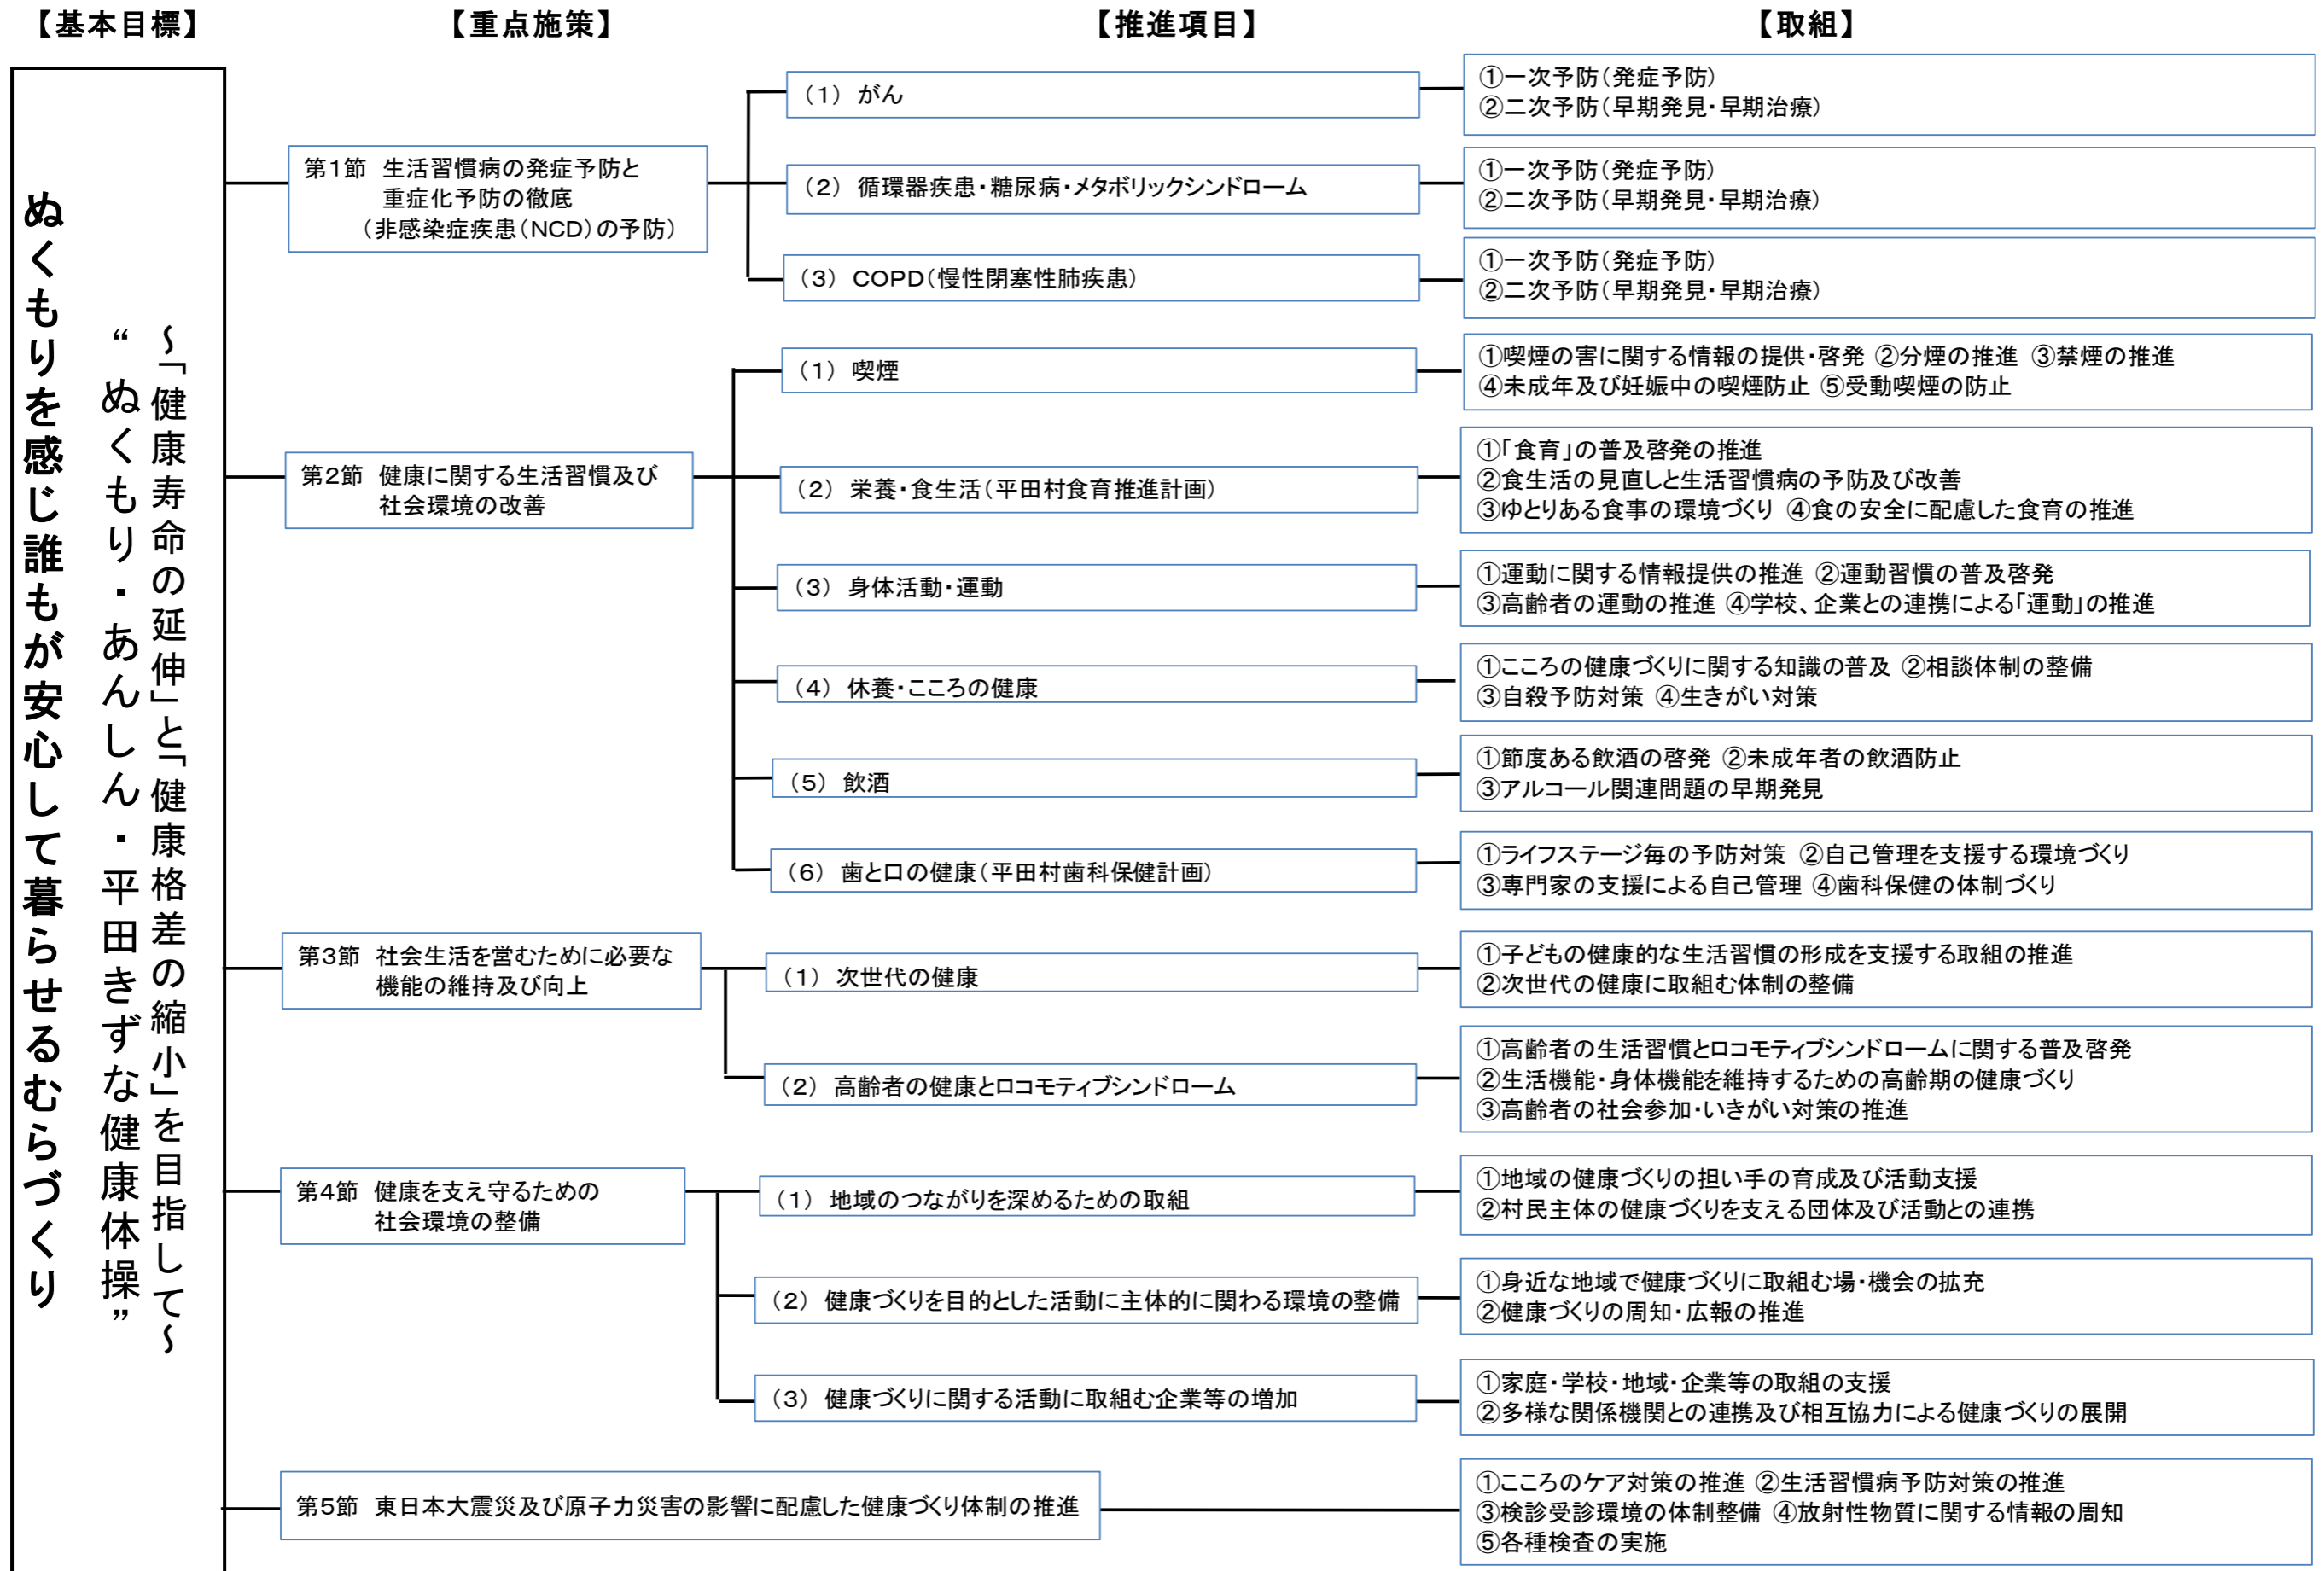 【基本目標】 【重点施策】 【推進項目】 【取組】
ぬくもりを感じ誰もが安心して暮らせるむらづくり
～「健康寿命の延伸」と「健康格差の縮小」を目指して～
“ぬくもり・あんしん・平田きずな健康体操”
第1節 生活習慣病の発症予防と
重症化予防の徹底
(非感染症疾患(NCD)の予防)
(1) がん
①一次予防(発症予防)
②二次予防(早期発見・早期治療)
(2) 循環器疾患・糖尿病・メタボリックシンドローム
①一次予防(発症予防)
②二次予防(早期発見・早期治療)
(3) COPD(慢性閉塞性肺疾患)
①一次予防(発症予防)
②二次予防(早期発見・早期治療)
第2節 健康に関する生活習慣及び
社会環境の改善
(1) 喫煙
①喫煙の害に関する情報の提供・啓発 ②分煙の推進 ③禁煙の推進
④未成年及び妊娠中の喫煙防止 ⑤受動喫煙の防止
(2) 栄養・食生活(平田村食育推進計画)
①「食育」の普及啓発の推進
②食生活の見直しと生活習慣病の予防及び改善
③ゆとりある食事の環境づくり ④食の安全に配慮した食育の推進
(3) 身体活動・運動
①運動に関する情報提供の推進 ②運動習慣の普及啓発
③高齢者の運動の推進 ④学校、企業との連携による「運動」の推進
(4) 休養・こころの健康
①こころの健康づくりに関する知識の普及 ②相談体制の整備
③自殺予防対策 ④生きがい対策
(5) 飲酒
①節度ある飲酒の啓発 ②未成年者の飲酒防止
③アルコール関連問題の早期発見
(6) 歯と口の健康(平田村歯科保健計画)
①ライフステージ毎の予防対策 ②自己管理を支援する環境づくり
③専門家の支援による自己管理 ④歯科保健の体制づくり
第3節 社会生活を営むために必要な
機能の維持及び向上
(1) 次世代の健康
①子どもの健康的な生活習慣の形成を支援する取組の推進
②次世代の健康に取組む体制の整備
(2) 高齢者の健康とロコモティブシンドローム
①高齢者の生活習慣とロコモティブシンドロームに関する普及啓発
②生活機能・身体機能を維持するための高齢期の健康づくり
③高齢者の社会参加・いきがい対策の推進
第4節 健康を支え守るための
社会環境の整備
(1) 地域のつながりを深めるための取組
①地域の健康づくりの担い手の育成及び活動支援
②村民主体の健康づくりを支える団体及び活動との連携
(2) 健康づくりを目的とした活動に主体的に関わる環境の整備
①身近な地域で健康づくりに取組む場・機会の拡充
②健康づくりの周知・広報の推進
(3) 健康づくりに関する活動に取組む企業等の増加
①家庭・学校・地域・企業等の取組の支援
②多様な関係機関との連携及び相互協力による健康づくりの展開
第5節 東日本大震災及び原子力災害の影響に配慮した健康づくり体制の推進
①こころのケア対策の推進 ②生活習慣病予防対策の推進
③検診受診環境の体制整備 ④放射性物質に関する情報の周知
⑤各種検査の実施